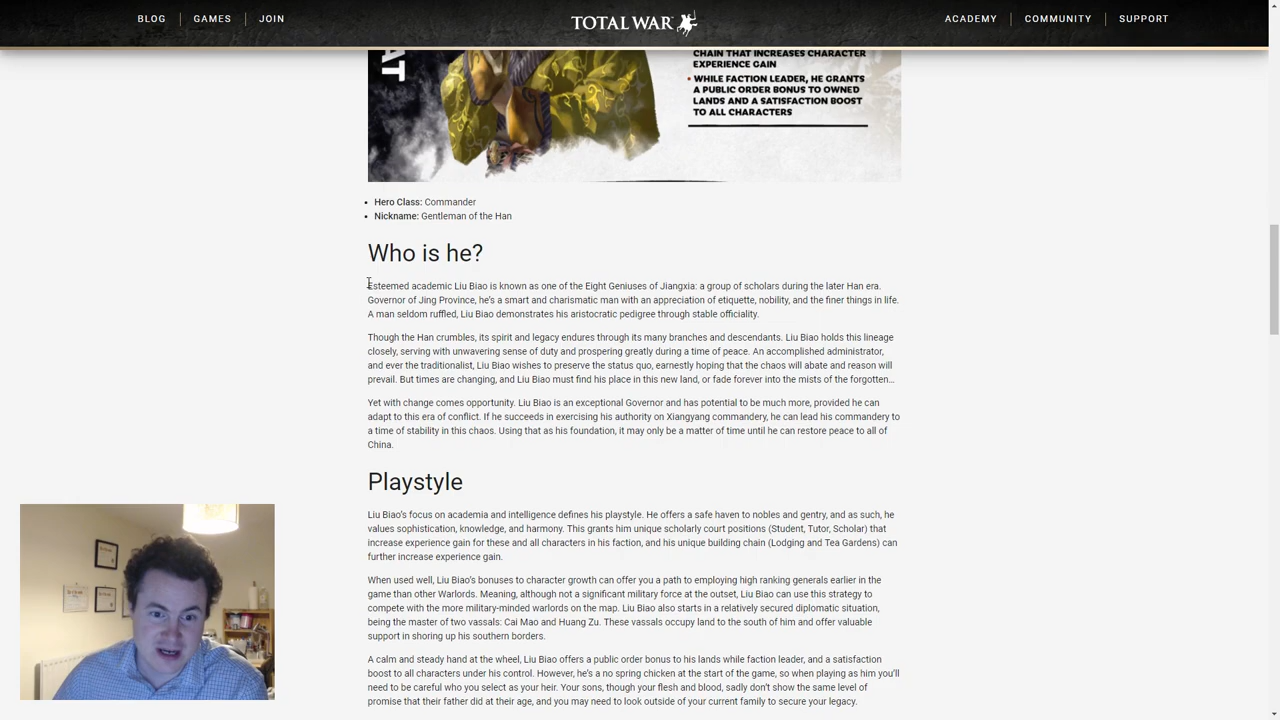 BLOG
GAMES
JOIN
TOTAL WAR
ACADEMY
COMMUNITY
SUPPORT
CHAIN THAT INCREASES CHARACTER
EXPERIENCE GAIN
• WHILE FACTION LEADER, HE GRANTS
A PUBLIC ORDER BONUS TO OWNED
LANDS AND A SATISFACTION BOOST
TO ALL CHARACTERS
• Hero Class: Commander
• Nickname: Gentleman of the Han
Who is he?
Esteemed academic Liu Biao is known as one of the Eight Geniuses of Jiangxia: a group of scholars during the later Han era.
Governor of Jing Province, he's a smart and charismatic man with an appreciation of etiquette, nobility, and the finer things in life.
A man seldom ruffled, Liu Biao demonstrates his aristocratic pedigree through stable officiality.
Though the Han crumbles, its spirit and legacy endures through its many branches and descendants. Liu Biao holds this lineage
closely, serving with unwavering sense of duty and prospering greatly during a time of peace. An accomplished administrator,
and ever the traditionalist, Liu Biao wishes to preserve the status quo, earnestly hoping that the chaos will abate and reason will
prevail. But times are changing, and Liu Biao must find his place in this new land, or fade forever into the mists of the forgotten…
Yet with change comes opportunity. Liu Biao is an exceptional Governor and has potential to be much more, provided he can
adapt to this era of conflict. If he succeeds in exercising his authority on Xiangyang commandery, he can lead his commandery to
a time of stability in this chaos. Using that as his foundation, it may only be a matter of time until he can restore peace to all of
China.
Playstyle
Liu Biao's focus on academia and intelligence defines his playstyle. He offers a safe haven to nobles and gentry, and as such, he
values sophistication, knowledge, and harmony. This grants him unique scholarly court positions (Student, Tutor, Scholar) that
increase experience gain for these and all characters in his faction, and his unique building chain (Lodging and Tea Gardens) can
further increase experience gain.
When used well, Liu Biao's bonuses to character growth can offer you a path to employing high ranking generals earlier in the
game than other Warlords. Meaning, although not a significant military force at the outset, Liu Biao can use this strategy to
compete with the more military-minded warlords on the map. Liu Biao also starts in a relatively secured diplomatic situation,
being the master of two vassals: Cai Mao and Huang Zu. These vassals occupy land to the south of him and offer valuable
support in shoring up his southern borders.
A calm and steady hand at the wheel, Liu Biao offers a public order bonus to his lands while faction leader, and a satisfaction
boost to all characters under his control. However, he's a no spring chicken at the start of the game, so when playing as him you'll
need to be careful who you select as your heir. Your sons, though your flesh and blood, sadly don't show the same level of
promise that their father did at their age, and you may need to look outside of your current family to secure your legacy.